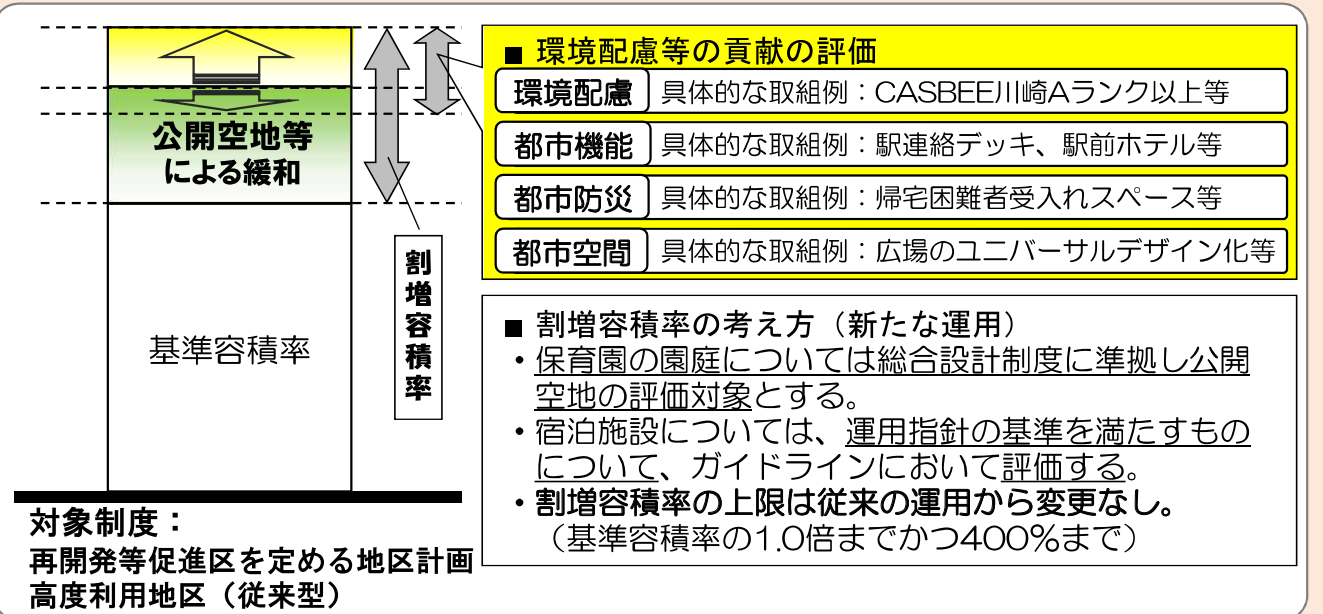 公開空地等
による緩和
基準容積率
割増容積率
対象制度：
再開発等促進区を定める地区計画
高度利用地区（従来型）
■ 環境配慮等の貢献の評価
環境配慮 具体的な取組例：CASBEE川崎Aランク以上等
都市機能 具体的な取組例：駅連絡デッキ、駅前ホテル等
都市防災 具体的な取組例：帰宅困難者受入れスペース等
都市空間 具体的な取組例：広場のユニバーサルデザイン化等
■ 割増容積率の考え方（新たな運用）
・保育園の園庭については総合設計制度に準拠し公開
空地の評価対象とする。
・宿泊施設については、運用指針の基準を満たすもの
について、ガイドラインにおいて評価する。
・割増容積率の上限は従来の運用から変更なし。
（基準容積率の1.0倍までかつ400%まで）